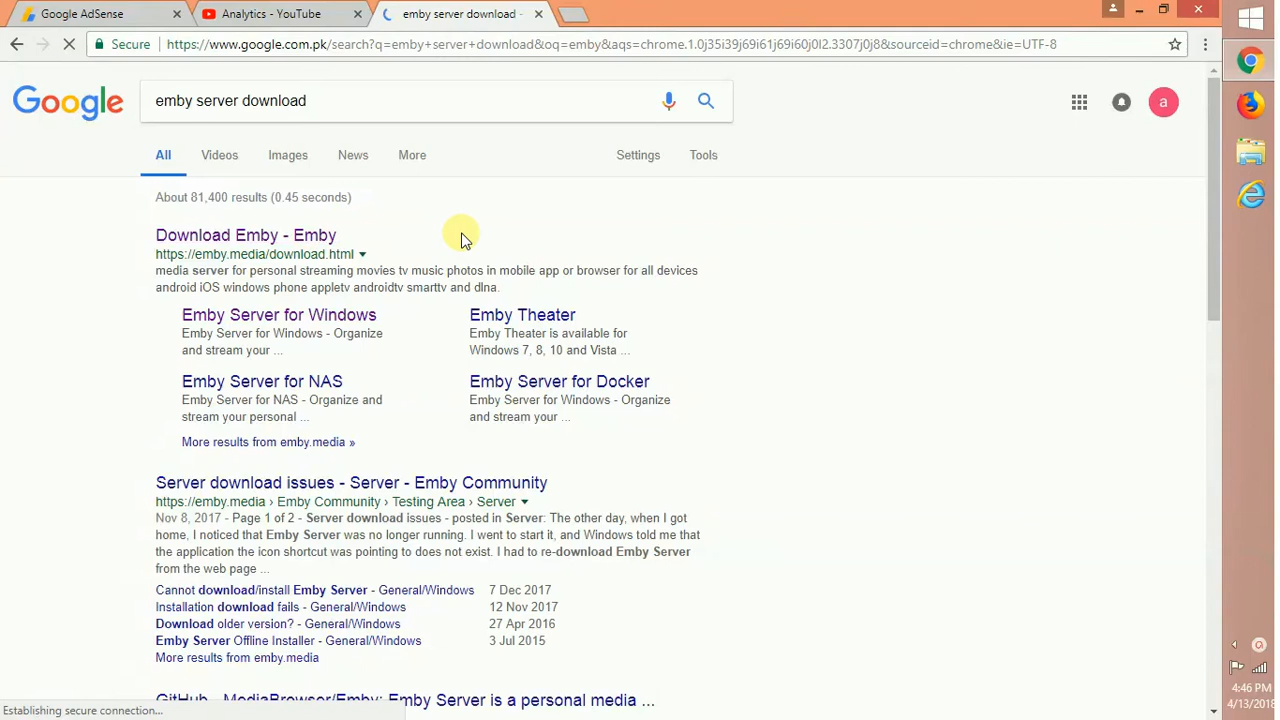 Google AdSense
Analytics - YouTube
emby server download -
Secure
https://www.google.com.pk/search?q=emby+server+download&oq=emby&aqs=chrome.1.0j35i39j69i61j69i60j0l2.3307j0j8&sourceid=chrome&ie=UTF-8
Google
emby server download
a
All
Videos
Images
News
More
Settings
Tools
About 81,400 results (0.45 seconds)
Download Emby - Emby
https://emby.media/download.html
media server for personal streaming movies tv music photos in mobile app or browser for all devices
android iOS windows phone appletv androidtv smarttv and dlna.
Emby Server for Windows
Emby Server for Windows - Organize
and stream your ...
Emby Theater
Emby Theater is available for
Windows 7, 8, 10 and Vista ...
Emby Server for NAS
Emby Server for NAS - Organize and
stream your personal ...
Emby Server for Docker
Emby Server for Windows - Organize
and stream your ...
More results from emby.media »
Server download issues - Server - Emby Community
https://emby.media › Emby Community › Testing Area › Server
Nov 8, 2017 - Page 1 of 2 - Server download issues - posted in Server: The other day, when I got
home, I noticed that Emby Server was no longer running. I went to start it, and Windows told me that
the application the icon shortcut was pointing to does not exist. I had to re-download Emby Server
from the web page ...
Cannot download/install Emby Server - General/Windows 7 Dec 2017
Installation download fails - General/Windows 12 Nov 2017
Download older version? - General/Windows 27 Apr 2016
Emby Server Offline Installer - General/Windows 3 Jul 2015
More results from emby.media
GitHub - MediaBrowser/Emby: Emby Server is a personal media ...
Establishing secure connection...
4:46 PM
4/13/2018